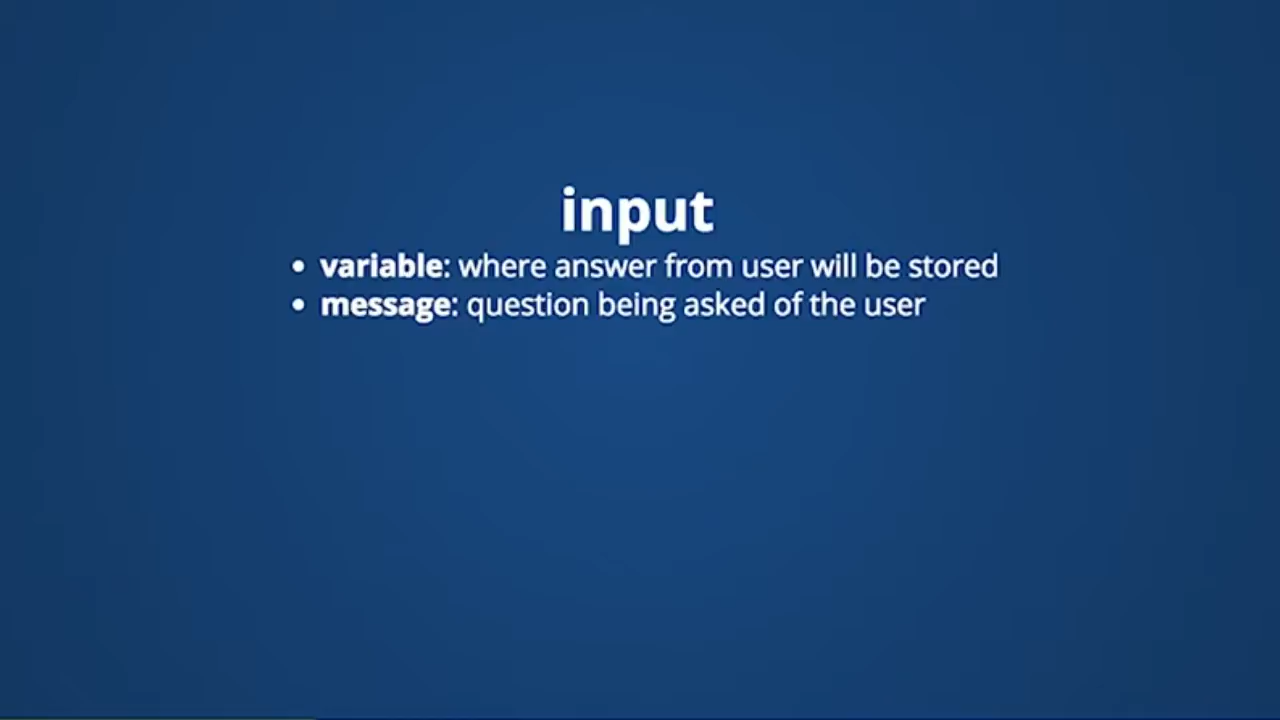 input
• variable: where answer from user will be stored
• message: question being asked of the user